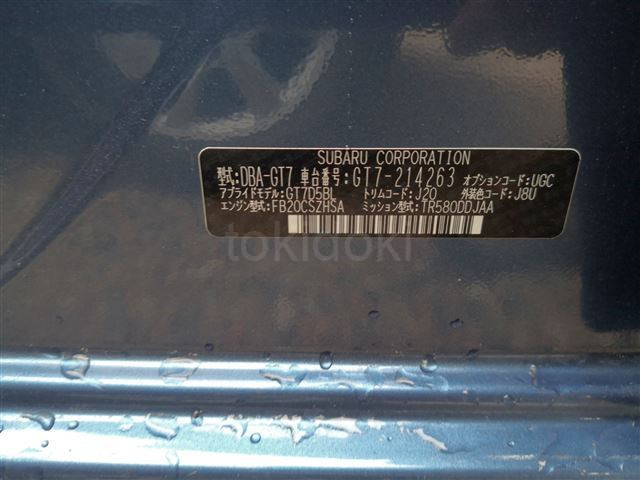 SUBARU CORPORATION
型式:DBA-GT7 車台番号:GT7-214263 オプションコード:UGC
アプライドモデル:GT7D5BL トリムコード:J20 外装色コード:J8U
エンジン型式:FB20CSZHSA ミッション型式:TR580DDJAA
tokidoki